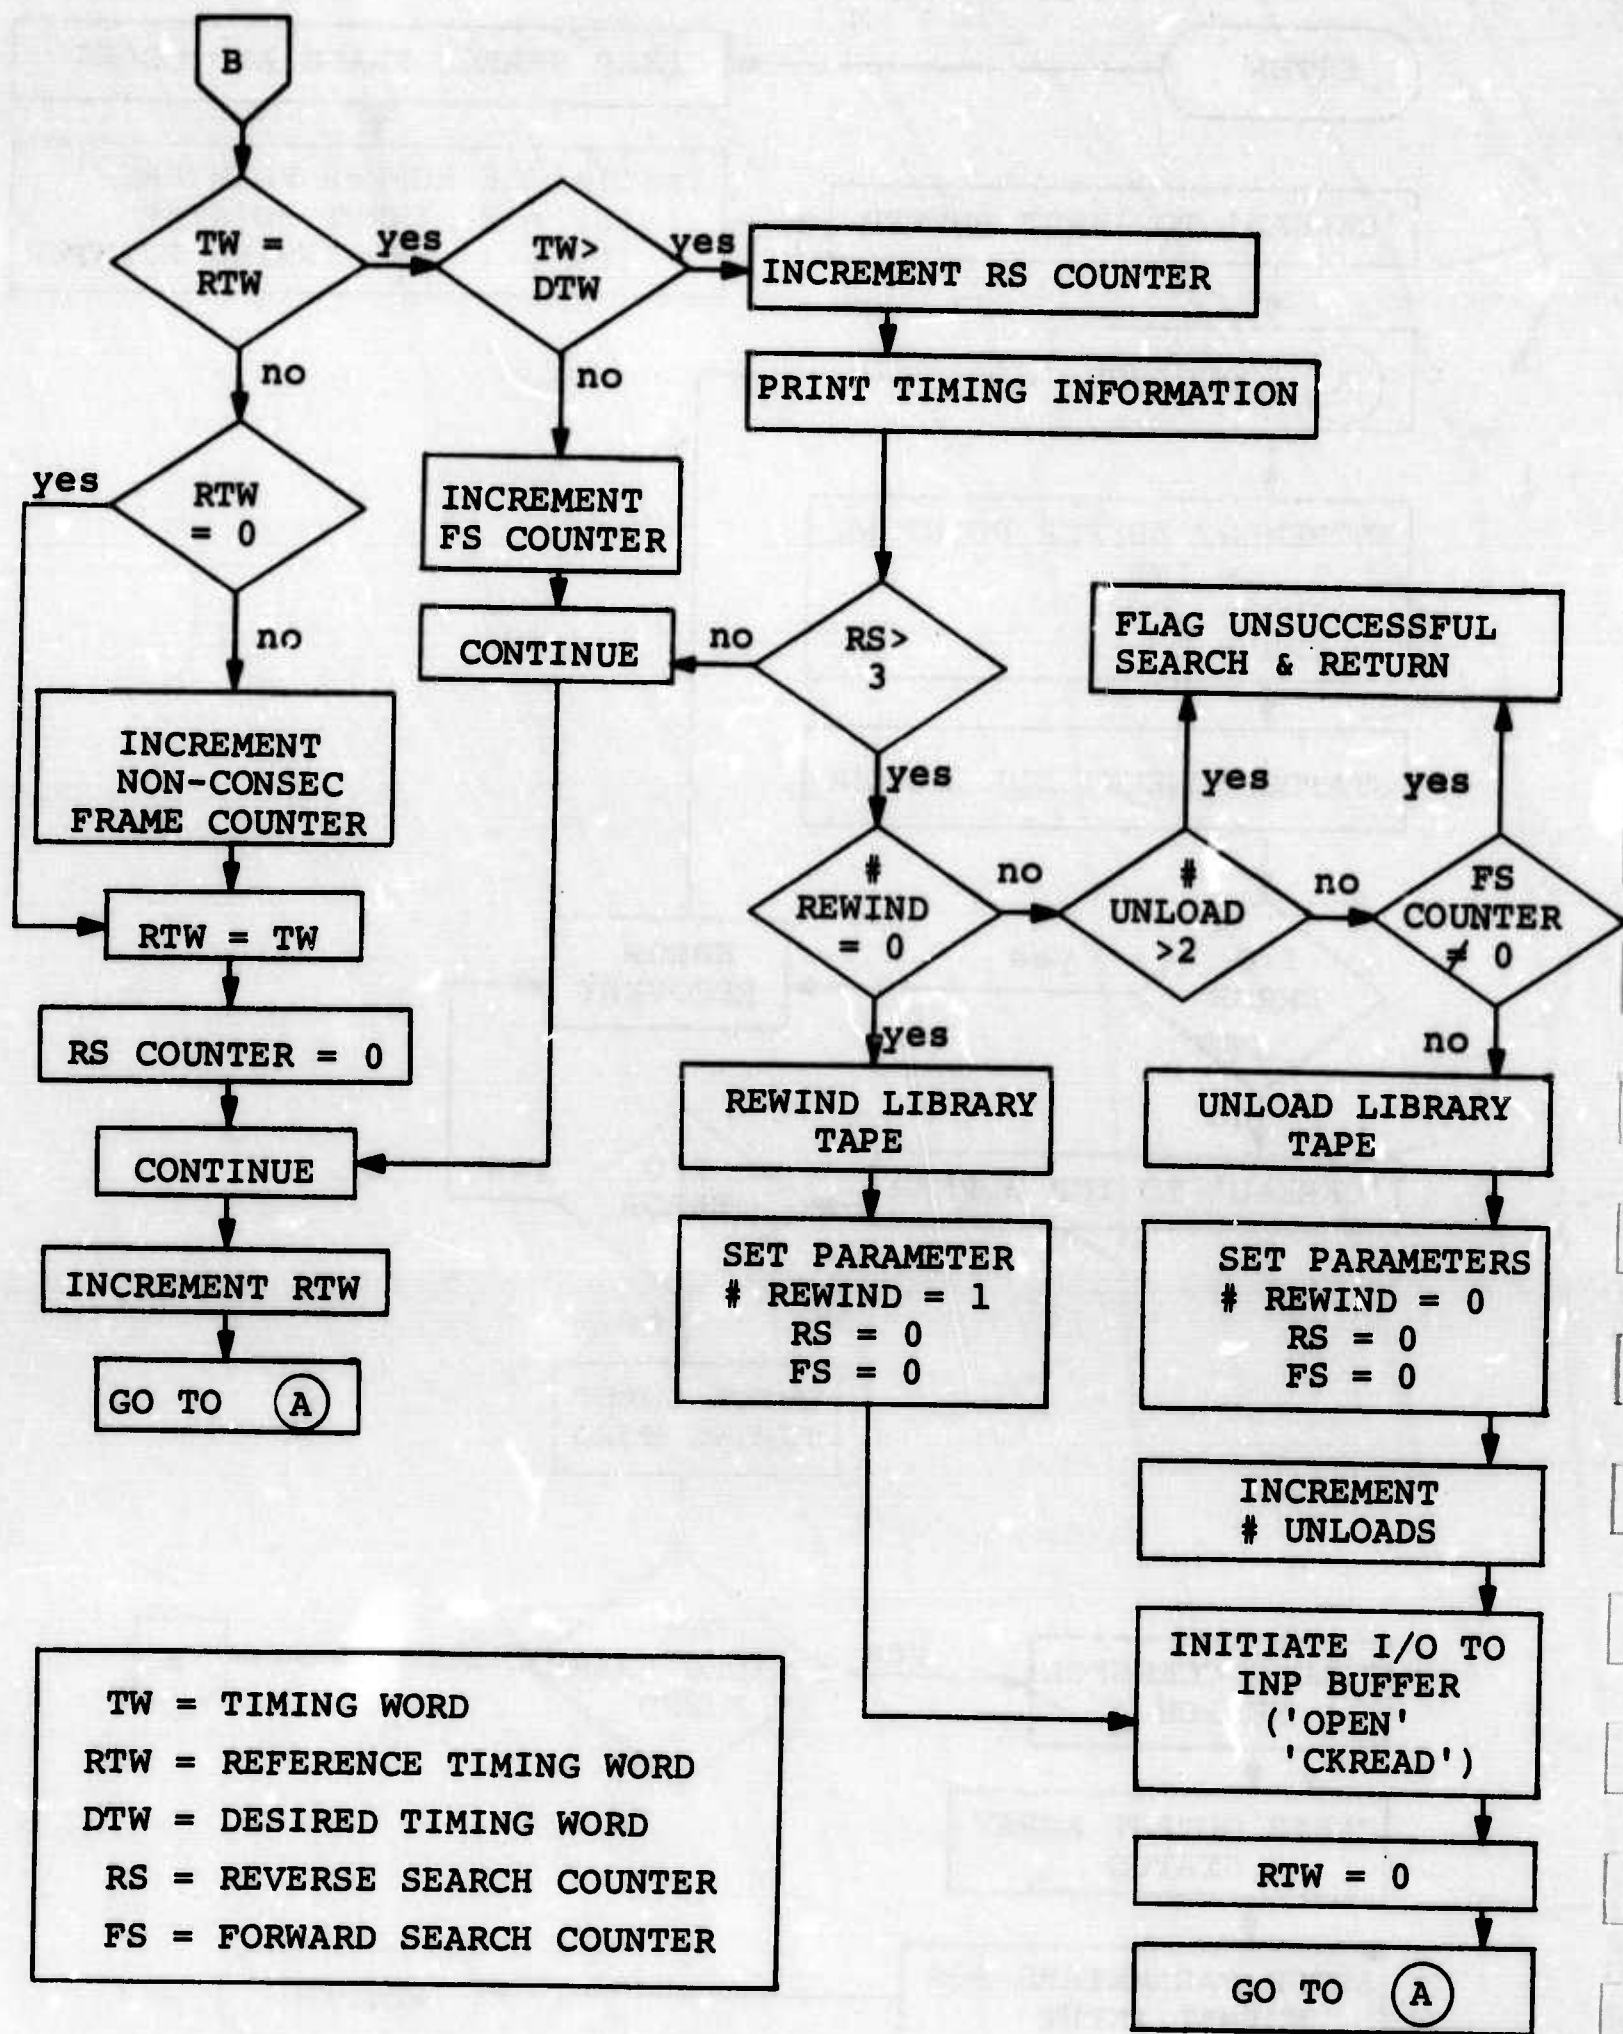 B
TW =
RTW
yes
TW>
DTW
yes
INCREMENT RS COUNTER
no
no
PRINT TIMING INFORMATION
yes
RTW
= 0
INCREMENT
FS COUNTER
no
CONTINUE
no
RS>
3
FLAG UNSUCCESSFUL
SEARCH & RETURN
INCREMENT
NON-CONSEC
FRAME COUNTER
yes
yes
yes
RTW = TW
#
REWIND
= 0
no
#
UNLOAD
>2
no
FS
COUNTER
≠ 0
RS COUNTER = 0
yes
no
CONTINUE
REWIND LIBRARY
TAPE
UNLOAD LIBRARY
TAPE
INCREMENT RTW
SET PARAMETER
# REWIND = 1
RS = 0
FS = 0
SET PARAMETERS
# REWIND = 0
RS = 0
FS = 0
GO TO A
INCREMENT
# UNLOADS
INITIATE I/O TO
INP BUFFER
('OPEN'
'CKREAD')
RTW = 0
GO TO A
TW = TIMING WORD
RTW = REFERENCE TIMING WORD
DTW = DESIRED TIMING WORD
RS = REVERSE SEARCH COUNTER
FS = FORWARD SEARCH COUNTER